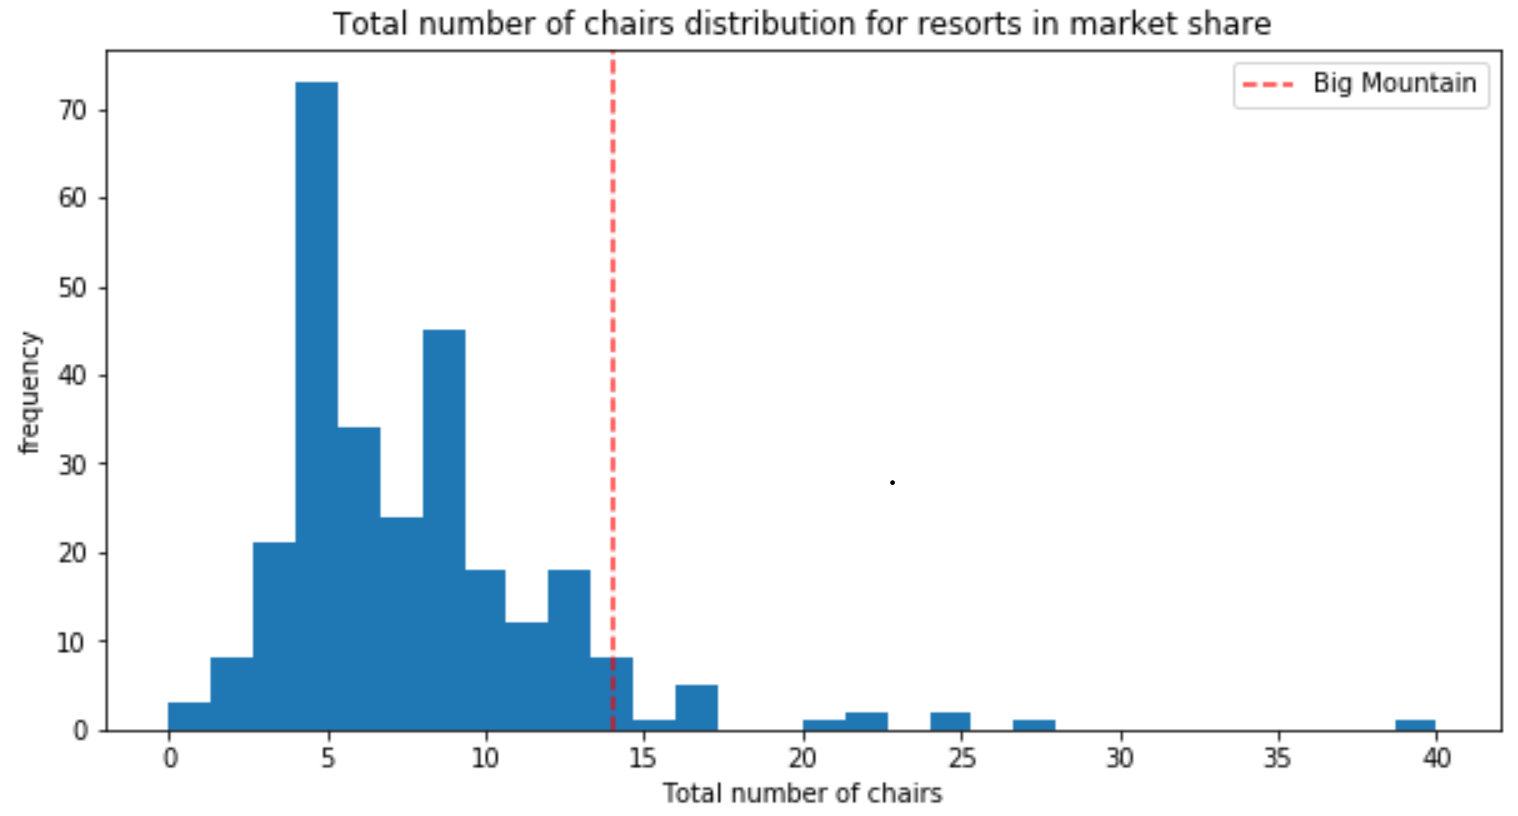 Total number of chairs distribution for resorts in market share
Big Mountain
70
60
50
40
30
20
10
0
frequency
0 5 10 15 20 25 30 35 40
Total number of chairs